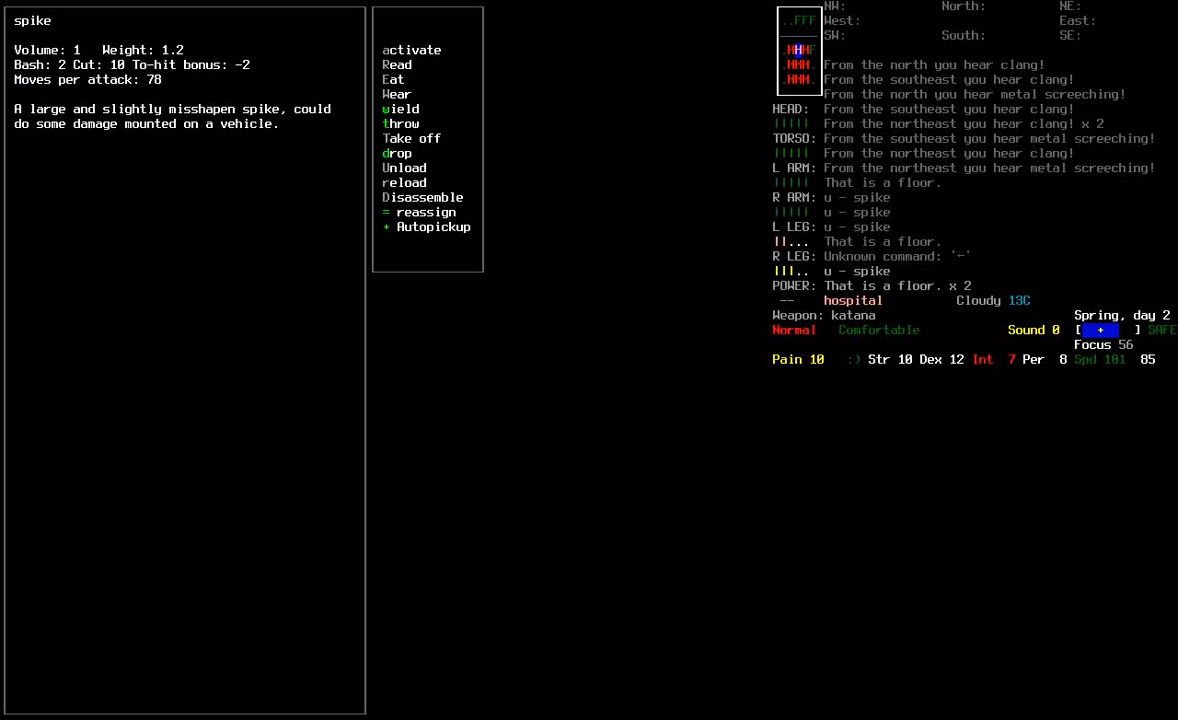 spike
Volume: 1   Weight: 1.2
Bash: 2 Cut: 10 To-hit bonus: -2
Moves per attack: 78
A large and slightly misshapen spike, could
do some damage mounted on a vehicle.
activate
Read
Eat
Wear
wield
throw
Take off
drop
Unload
reload
Disassemble
= reassign
+ Autopickup
NW: North: NE:
West: East:
SW: South: SE:
..FFF
.HHHF
.HHH.
.HHH.
From the north you hear clang!
From the southeast you hear clang!
From the north you hear metal screeching!
HEAD: From the southeast you hear clang!
||||| From the northeast you hear clang! x 2
TORSO: From the southeast you hear metal screeching!
||||| From the northeast you hear clang!
L ARM: From the northeast you hear metal screeching!
||||| That is a floor.
R ARM: u - spike
||||| u - spike
L LEG: u - spike
||... That is a floor.
R LEG: Unknown command: '←'
|||.. u - spike
POWER: That is a floor. x 2
-- hospital Cloudy 13C
Weapon: katana Spring, day 2
Normal Comfortable Sound 0 [ + ] SAFE
Focus 56
Pain 10 :) Str 10 Dex 12 Int 7 Per 8 Spd 101 85